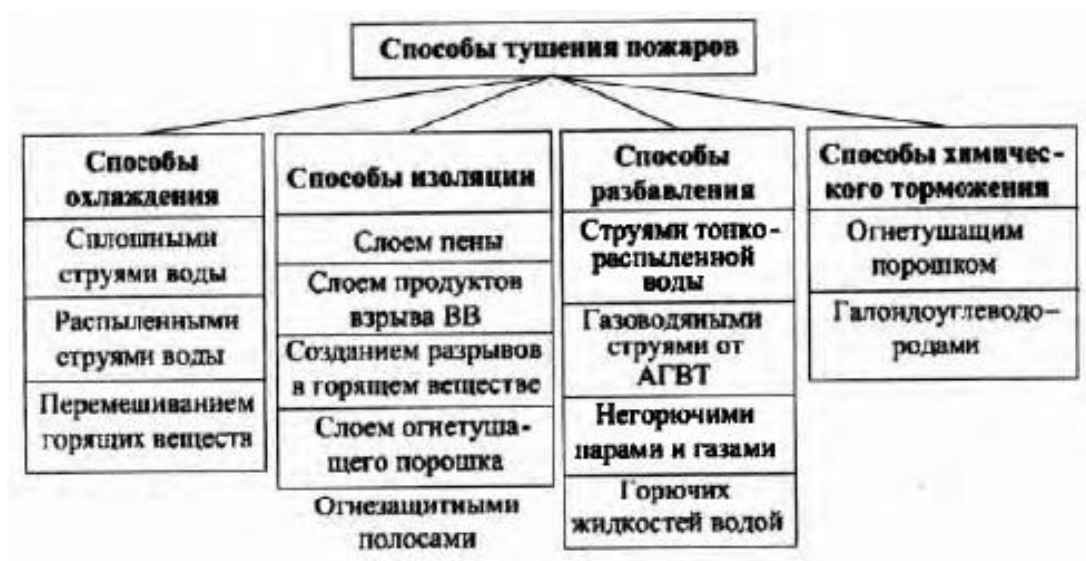 Способы тушения пожаров
Способы
охлаждения
Сплошными
струями воды
Распыленными
струями воды
Перемешиванием
горящих веществ
Способы изоляции
Слоем пены
Слоем продуктов
взрыва ВВ
Созданием разрывов
в горящем веществе
Слоем огнетуша-
щего порошка
Огнезащитными
полосами
Способы
разбавления
Струями тонко-
распыленной
воды
Газоводяными
струями от
АГВТ
Негорючими
парами и газами
Горючих
жидкостей водой
Способы химичес-
кого торможения
Огнетушащим
порошком
Галоидоуглеводо-
родами